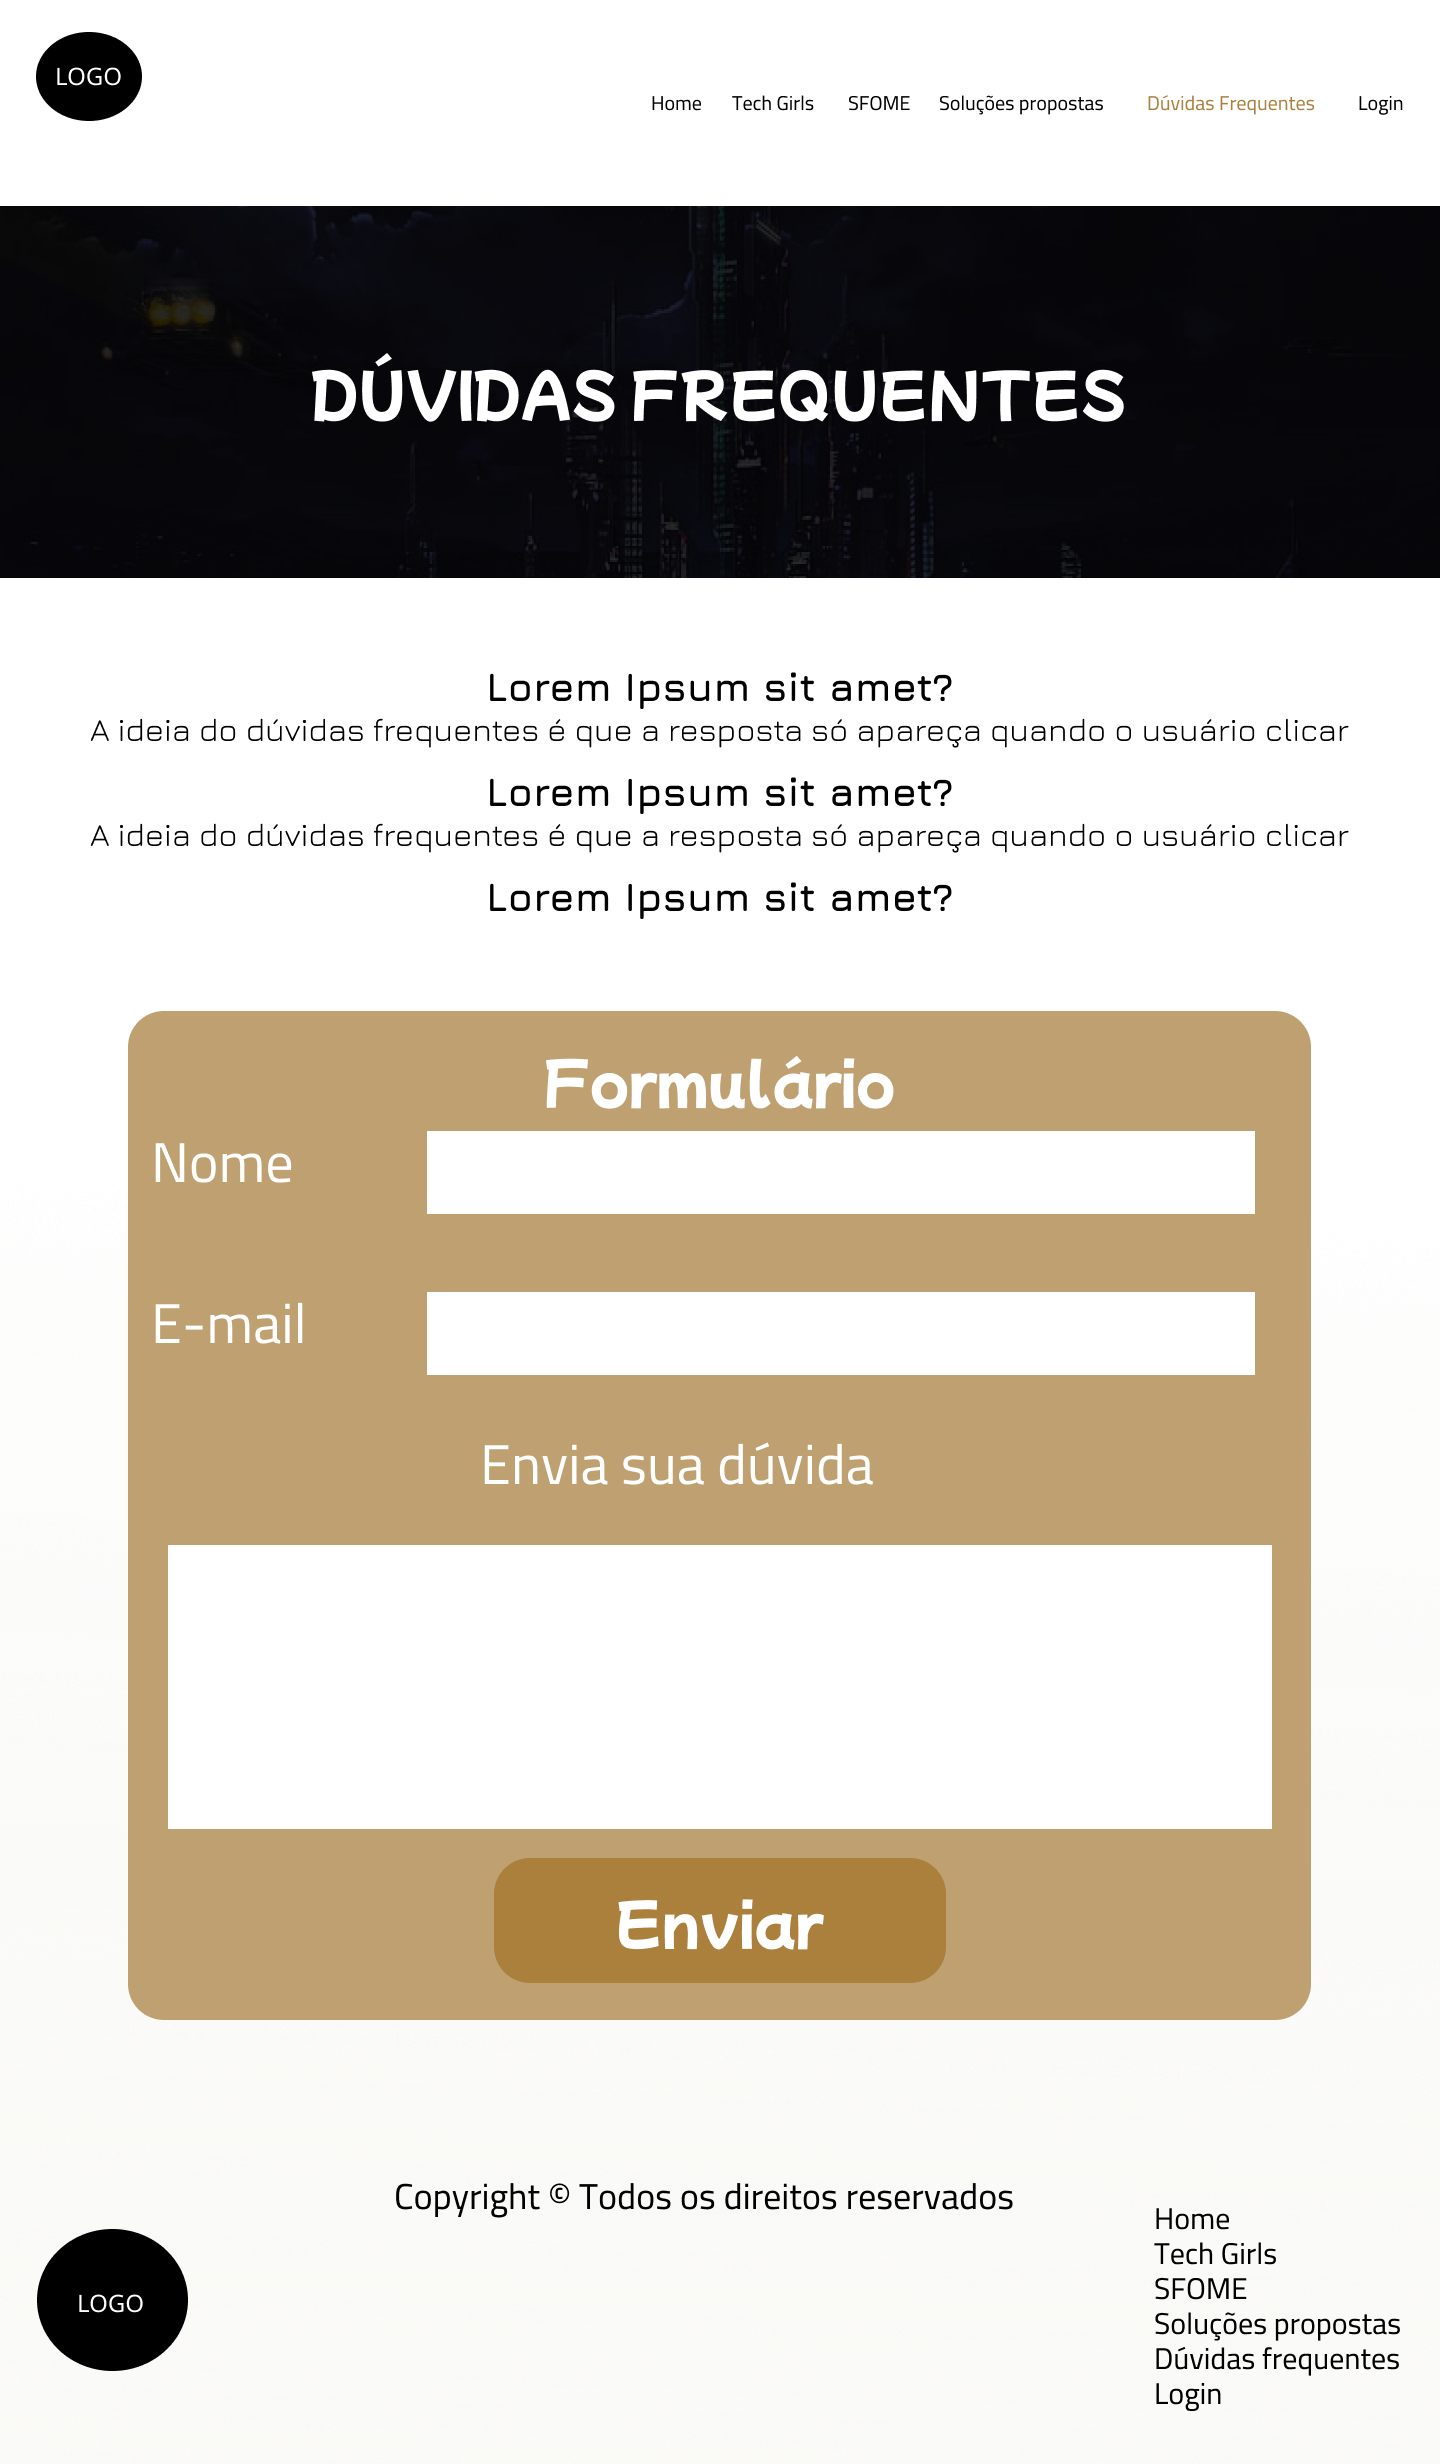 LOGO
Home Tech Girls SFOME Soluções propostas Dúvidas Frequentes Login
DÚVIDAS FREQUENTES
Lorem Ipsum sit amet?
A ideia do dúvidas frequentes é que a resposta só apareça quando o usuário clicar
Lorem Ipsum sit amet?
A ideia do dúvidas frequentes é que a resposta só apareça quando o usuário clicar
Lorem Ipsum sit amet?
Formulário
Nome
E-mail
Envia sua dúvida
Enviar
Copyright © Todos os direitos reservados
LOGO
Home
Tech Girls
SFOME
Soluções propostas
Dúvidas frequentes
Login